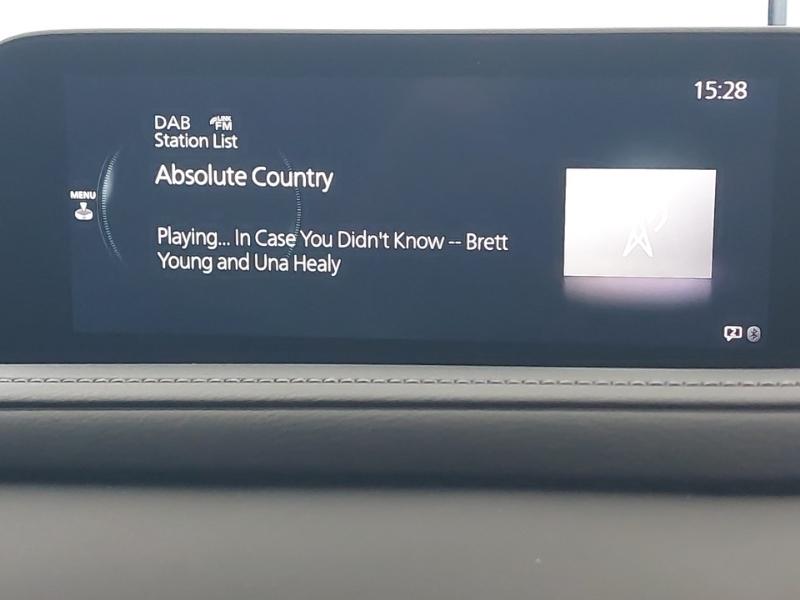 15:28
DAB LINK FM
Station List
Absolute Country
MENU
Playing... In Case You Didn't Know -- Brett
Young and Una Healy